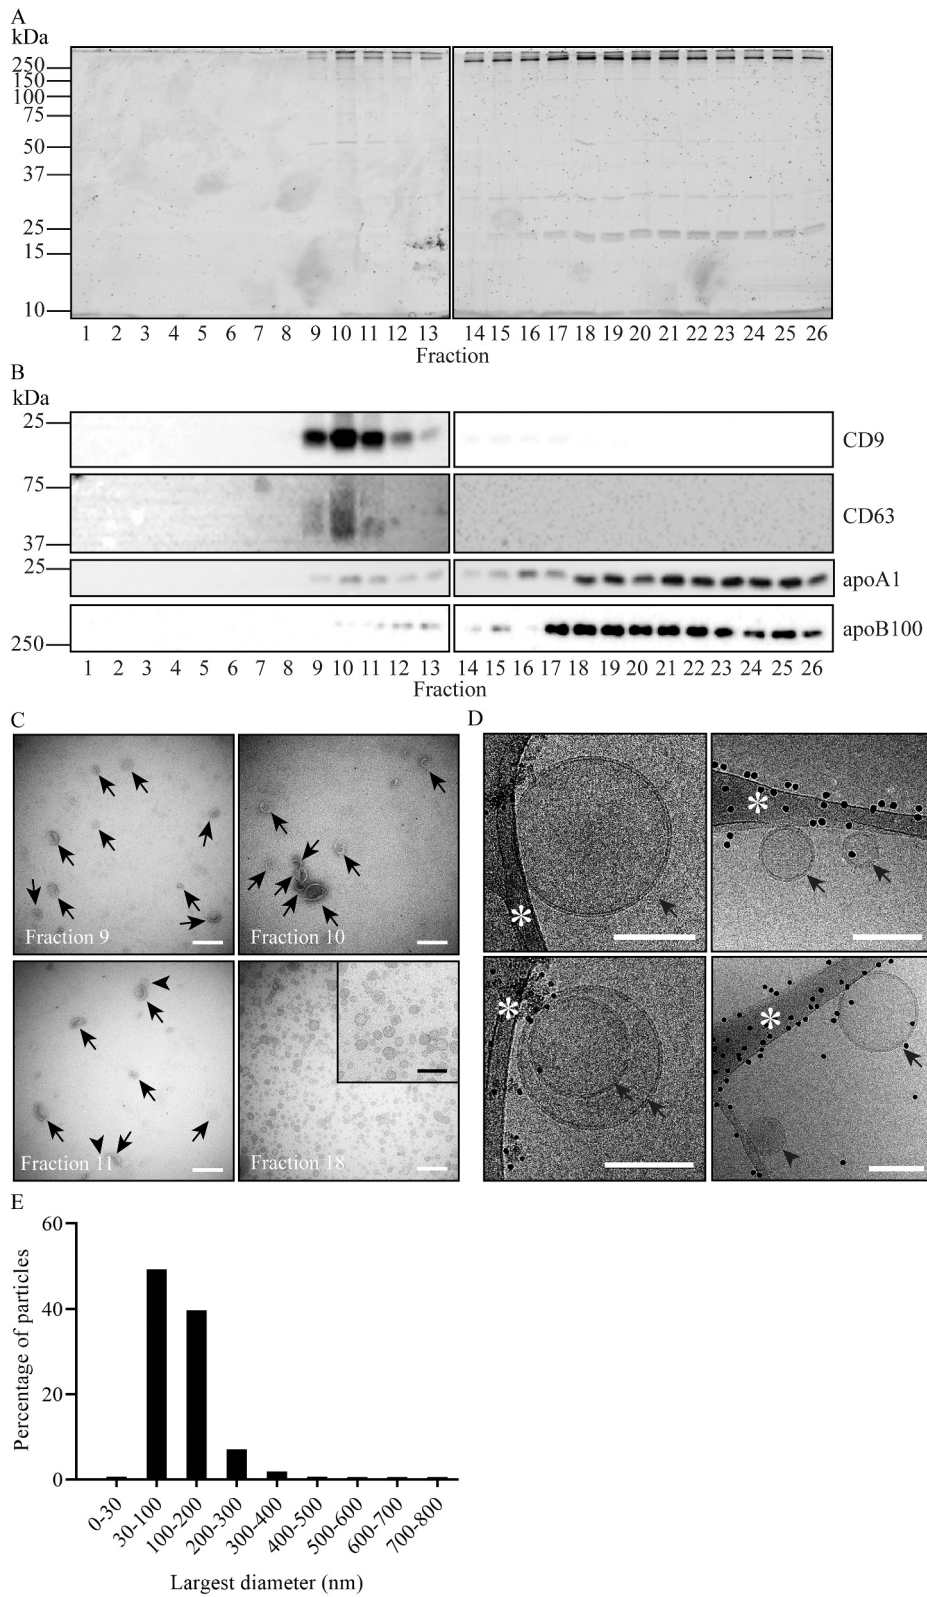 A
kDa
250
150
100
75
50
37
25
15
10
1 2 3 4 5 6 7 8 9 10 11 12 13 14 15 16 17 18 19 20 21 22 23 24 25 26
Fraction
B
kDa
25
CD9
75
CD63
37
25
apoA1
apoB100
250
1 2 3 4 5 6 7 8 9 10 11 12 13 14 15 16 17 18 19 20 21 22 23 24 25 26
Fraction
C
D
Fraction 9
Fraction 10
Fraction 11
Fraction 18
E
Percentage of particles
60
40
20
0
0-30
30-100
100-200
200-300
300-400
400-500
500-600
600-700
700-800
Largest diameter (nm)